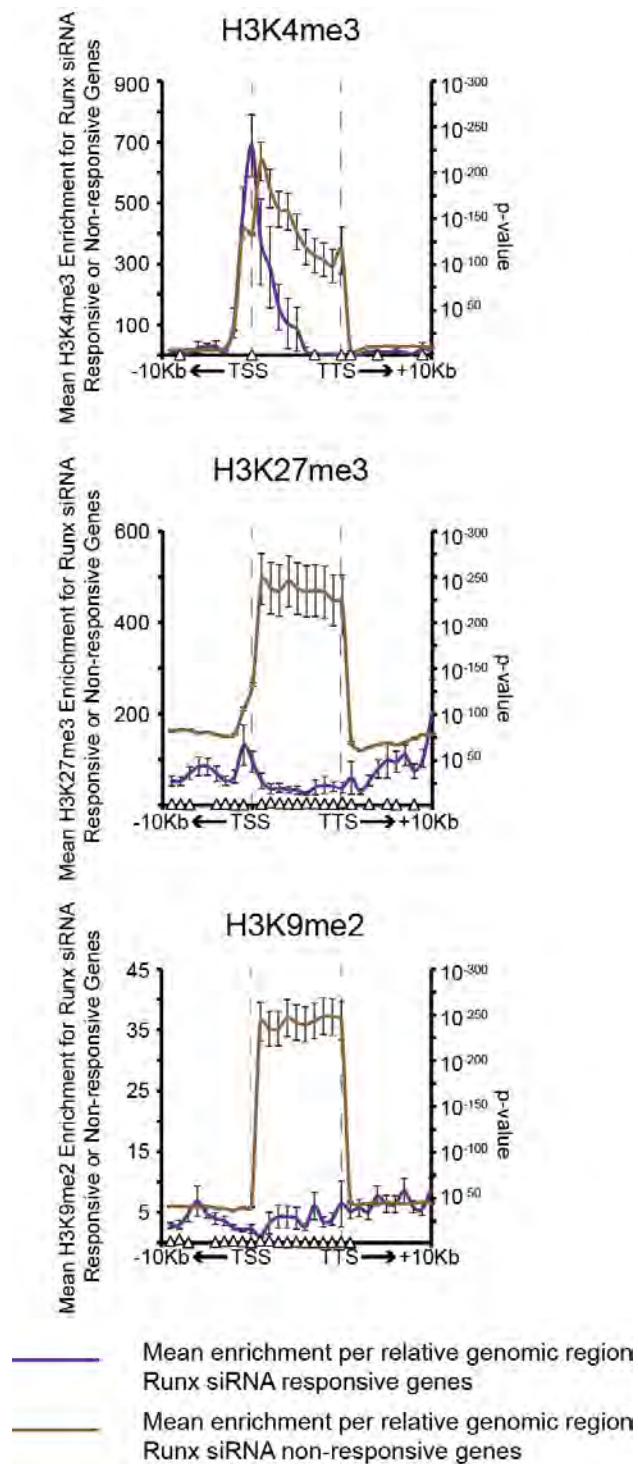 H3K4me3
Mean H3K4me3 Enrichment for Runx siRNA
Responsive or Non-responsive Genes
900
700
500
300
100
10-300
10-250
10-200
10-150
10-100
10 50
p-value
-10Kb TSS TTS +10Kb
H3K27me3
Mean H3K27me3 Enrichment for Runx siRNA
Responsive or Non-responsive Genes
600
400
200
10-300
10-250
10-200
10-150
10-100
10 50
p-value
-10Kb TSS TTS +10Kb
H3K9me2
Mean H3K9me2 Enrichment for Runx siRNA
Responsive or Non-responsive Genes
45
35
25
15
5
10-300
10-250
10-200
10-150
10-100
10 50
p-value
-10Kb TSS TTS +10Kb
Mean enrichment per relative genomic region
Runx siRNA responsive genes
Mean enrichment per relative genomic region
Runx siRNA non-responsive genes